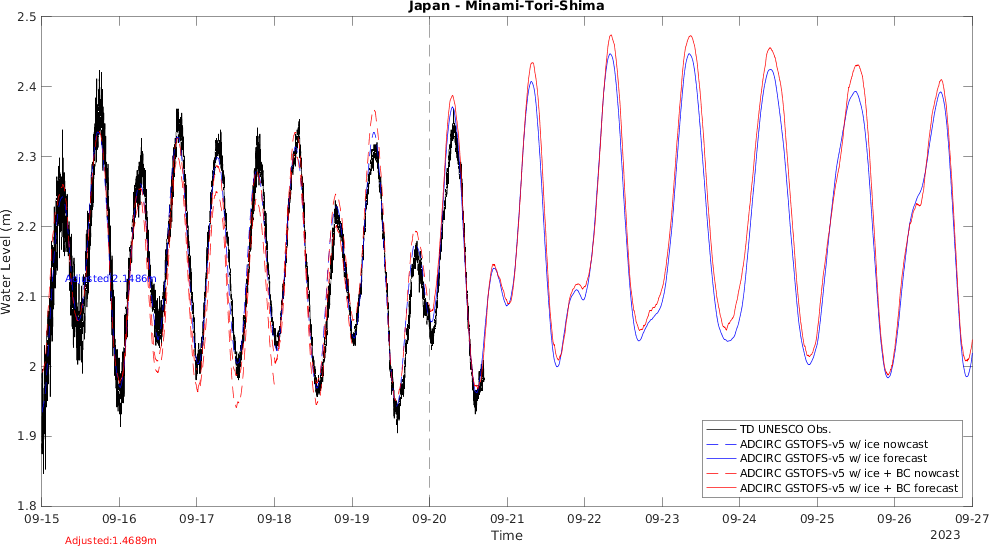 Japan - Minami-Tori-Shima
2.5
2.4
2.3
2.2
2.1
2
1.9
1.8
Water Level (m)
Adjusted:2.1486m
TD UNESCO Obs.
ADCIRC GSTOFS-v5 w/ ice nowcast
ADCIRC GSTOFS-v5 w/ ice forecast
ADCIRC GSTOFS-v5 w/ ice + BC nowcast
ADCIRC GSTOFS-v5 w/ ice + BC forecast
09-15 09-16 09-17 09-18 09-19 09-20 09-21 09-22 09-23 09-24 09-25 09-26 09-27
Time
2023
Adjusted:1.4689m